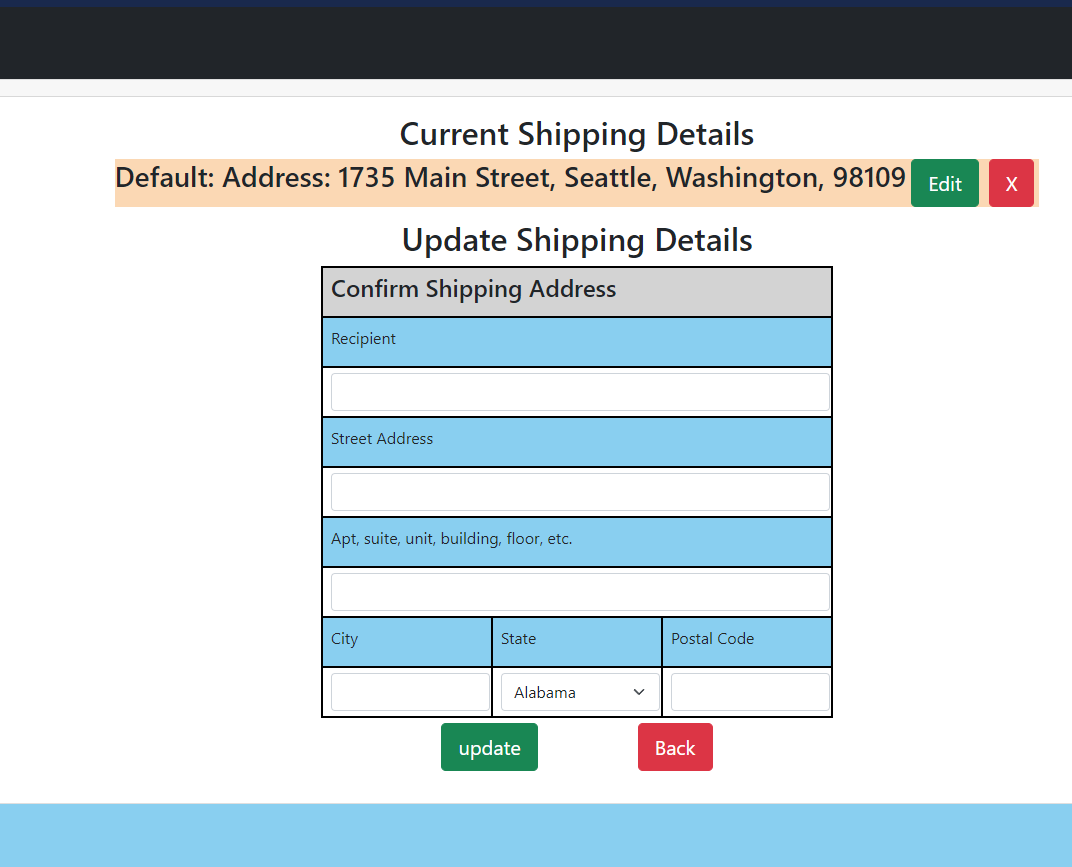 Current Shipping Details
Default: Address: 1735 Main Street, Seattle, Washington, 98109 Edit X
Update Shipping Details
Confirm Shipping Address
Recipient
Street Address
Apt, suite, unit, building, floor, etc.
City State Postal Code
Alabama
update Back